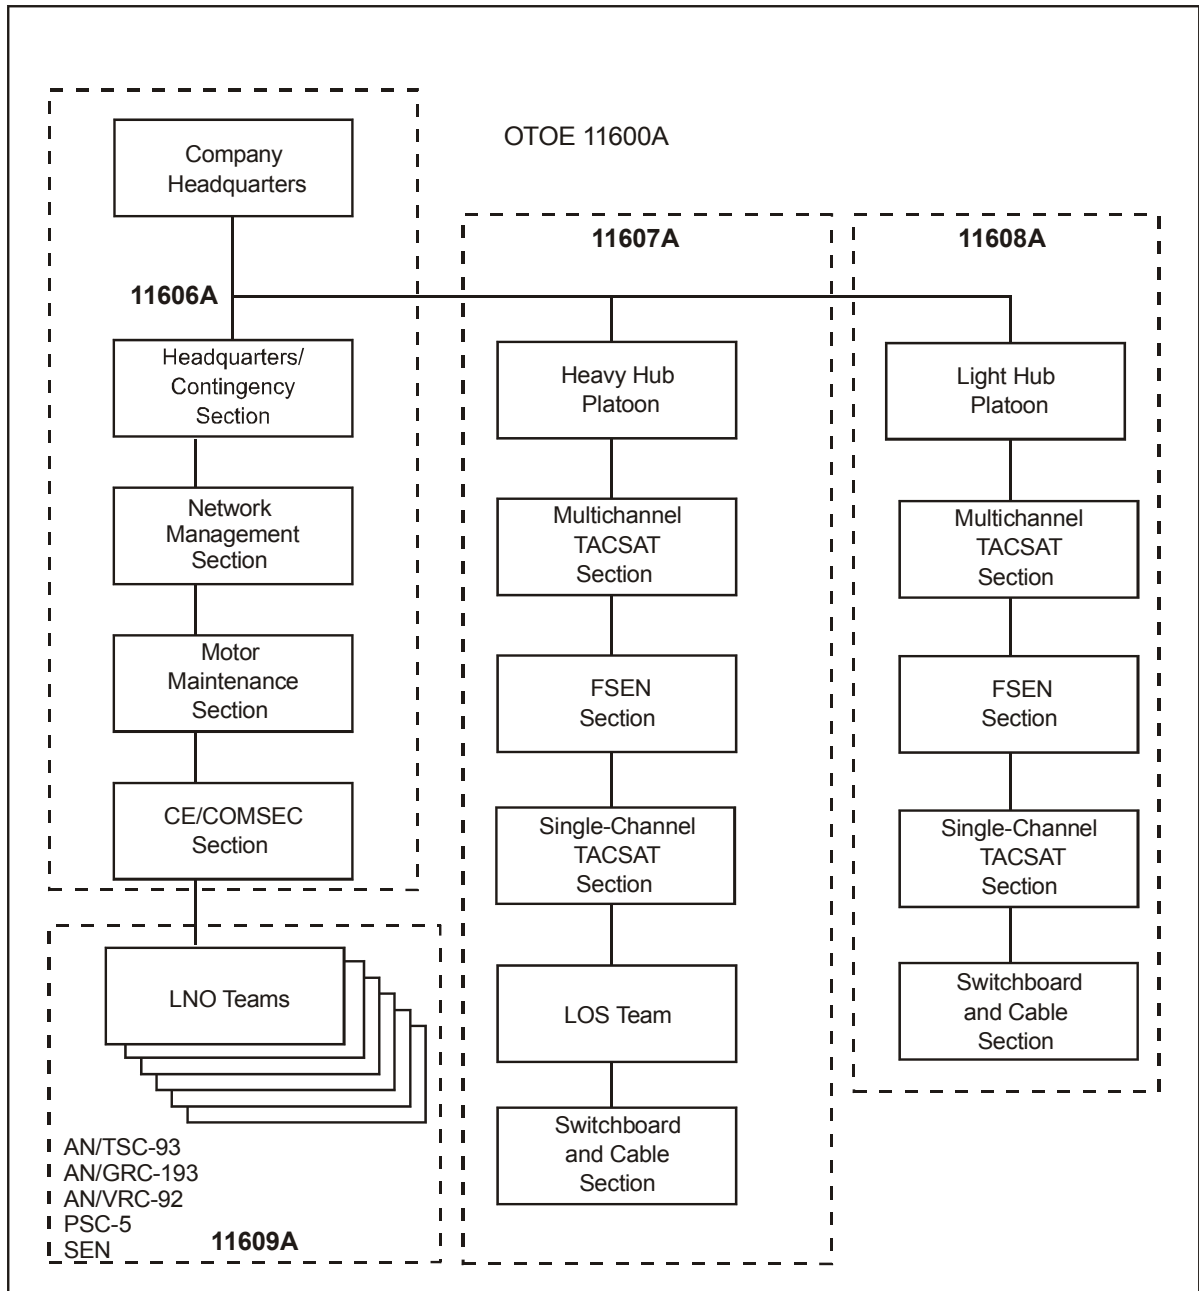 OTOE 11600A
Company
Headquarters
11606A
Headquarters/
Contingency
Section
Network
Management
Section
Motor
Maintenance
Section
CE/COMSEC
Section
LNO Teams
AN/TSC-93
AN/GRC-193
AN/VRC-92
PSC-5
SEN
11609A
11607A
Heavy Hub
Platoon
Multichannel
TACSAT
Section
FSEN
Section
Single-Channel
TACSAT
Section
LOS Team
Switchboard
and Cable
Section
11608A
Light Hub
Platoon
Multichannel
TACSAT
Section
FSEN
Section
Single-Channel
TACSAT
Section
Switchboard
and Cable
Section